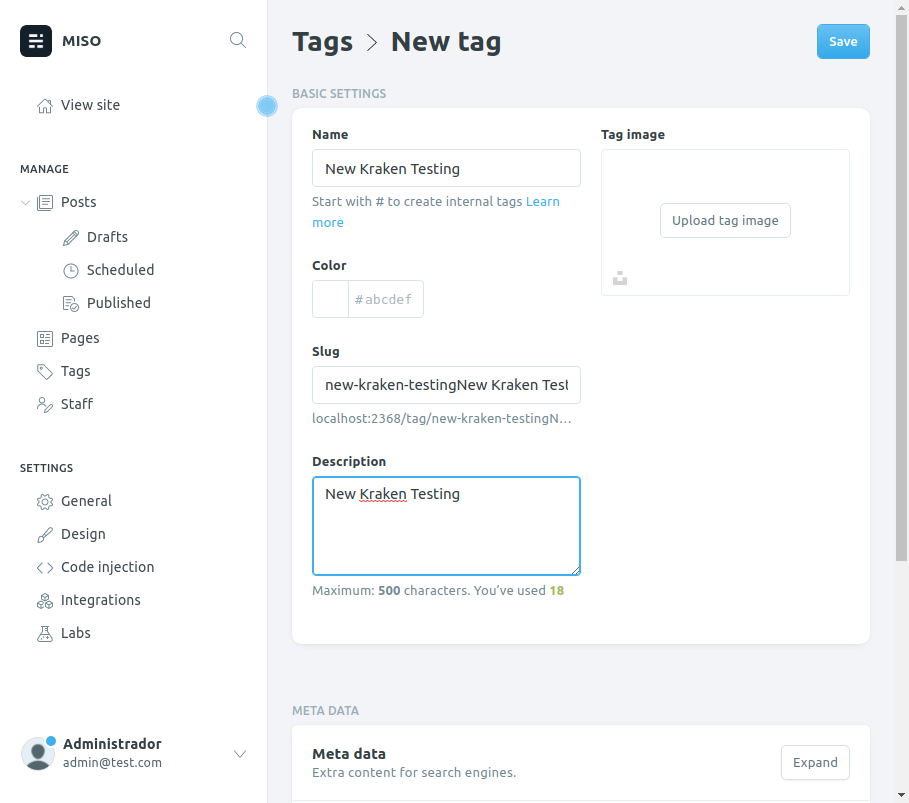 MISO
View site
MANAGE
Posts
Drafts
Scheduled
Published
Pages
Tags
Staff
SETTINGS
General
Design
Code injection
Integrations
Labs
Administrador
admin@test.com
Tags > New tag
Save
BASIC SETTINGS
Name
New Kraken Testing
Start with # to create internal tags Learn
more
Color
#abcdef
Slug
new-kraken-testingNew Kraken Test
localhost:2368/tag/new-kraken-testingN...
Description
New Kraken Testing
Maximum: 500 characters. You’ve used 18
Tag image
Upload tag image
META DATA
Meta data
Extra content for search engines.
Expand